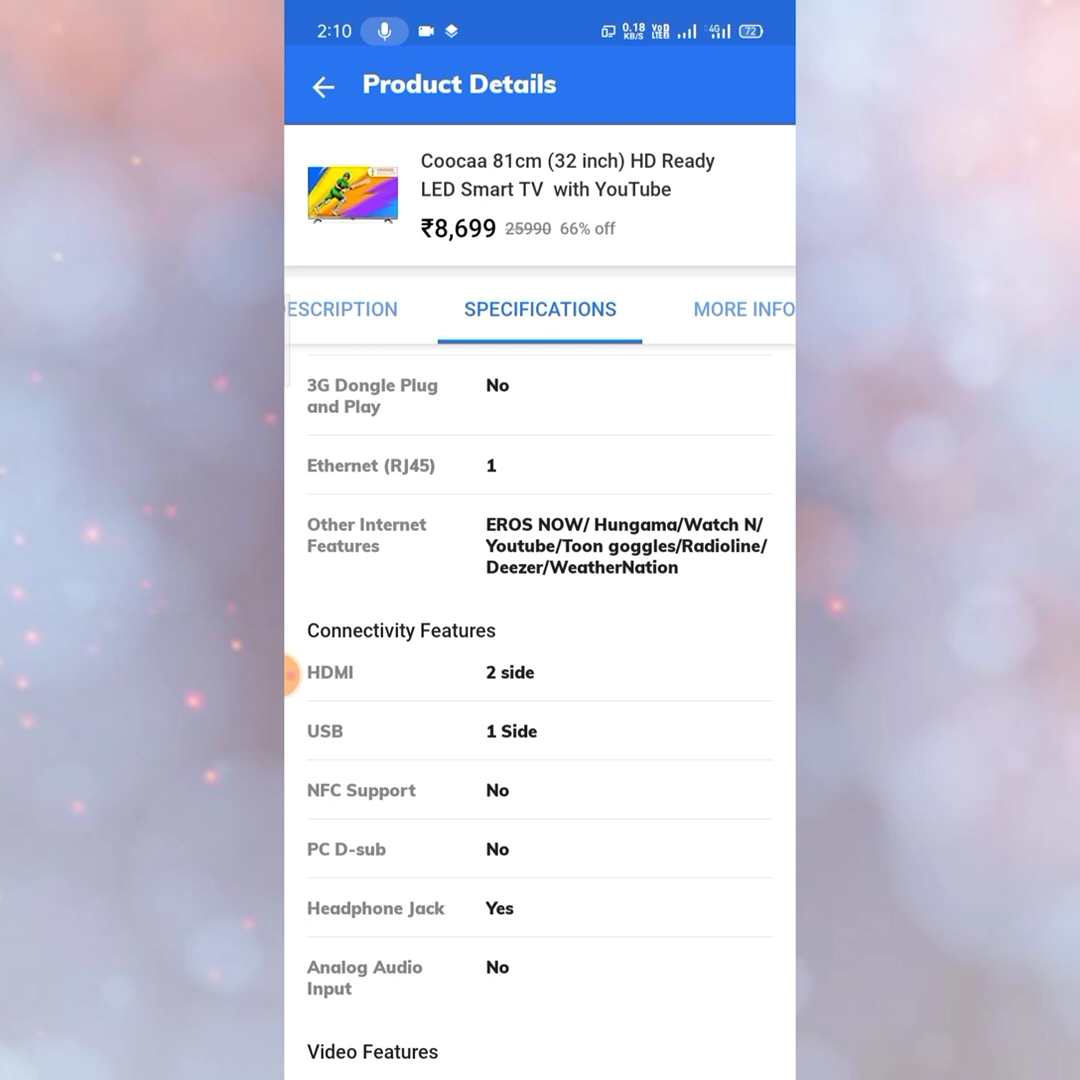 2:10
0.18 KB/S
4G
72
Product Details
Coocaa 81cm (32 inch) HD Ready
LED Smart TV with YouTube
₹8,699 25990 66% off
ESCRIPTION
SPECIFICATIONS
MORE INFO
3G Dongle Plug
and Play
No
Ethernet (RJ45)
1
Other Internet
Features
EROS NOW/ Hungama/Watch N/
Youtube/Toon goggles/Radioline/
Deezer/WeatherNation
Connectivity Features
HDMI
2 side
USB
1 Side
NFC Support
No
PC D-sub
No
Headphone Jack
Yes
Analog Audio
Input
No
Video Features